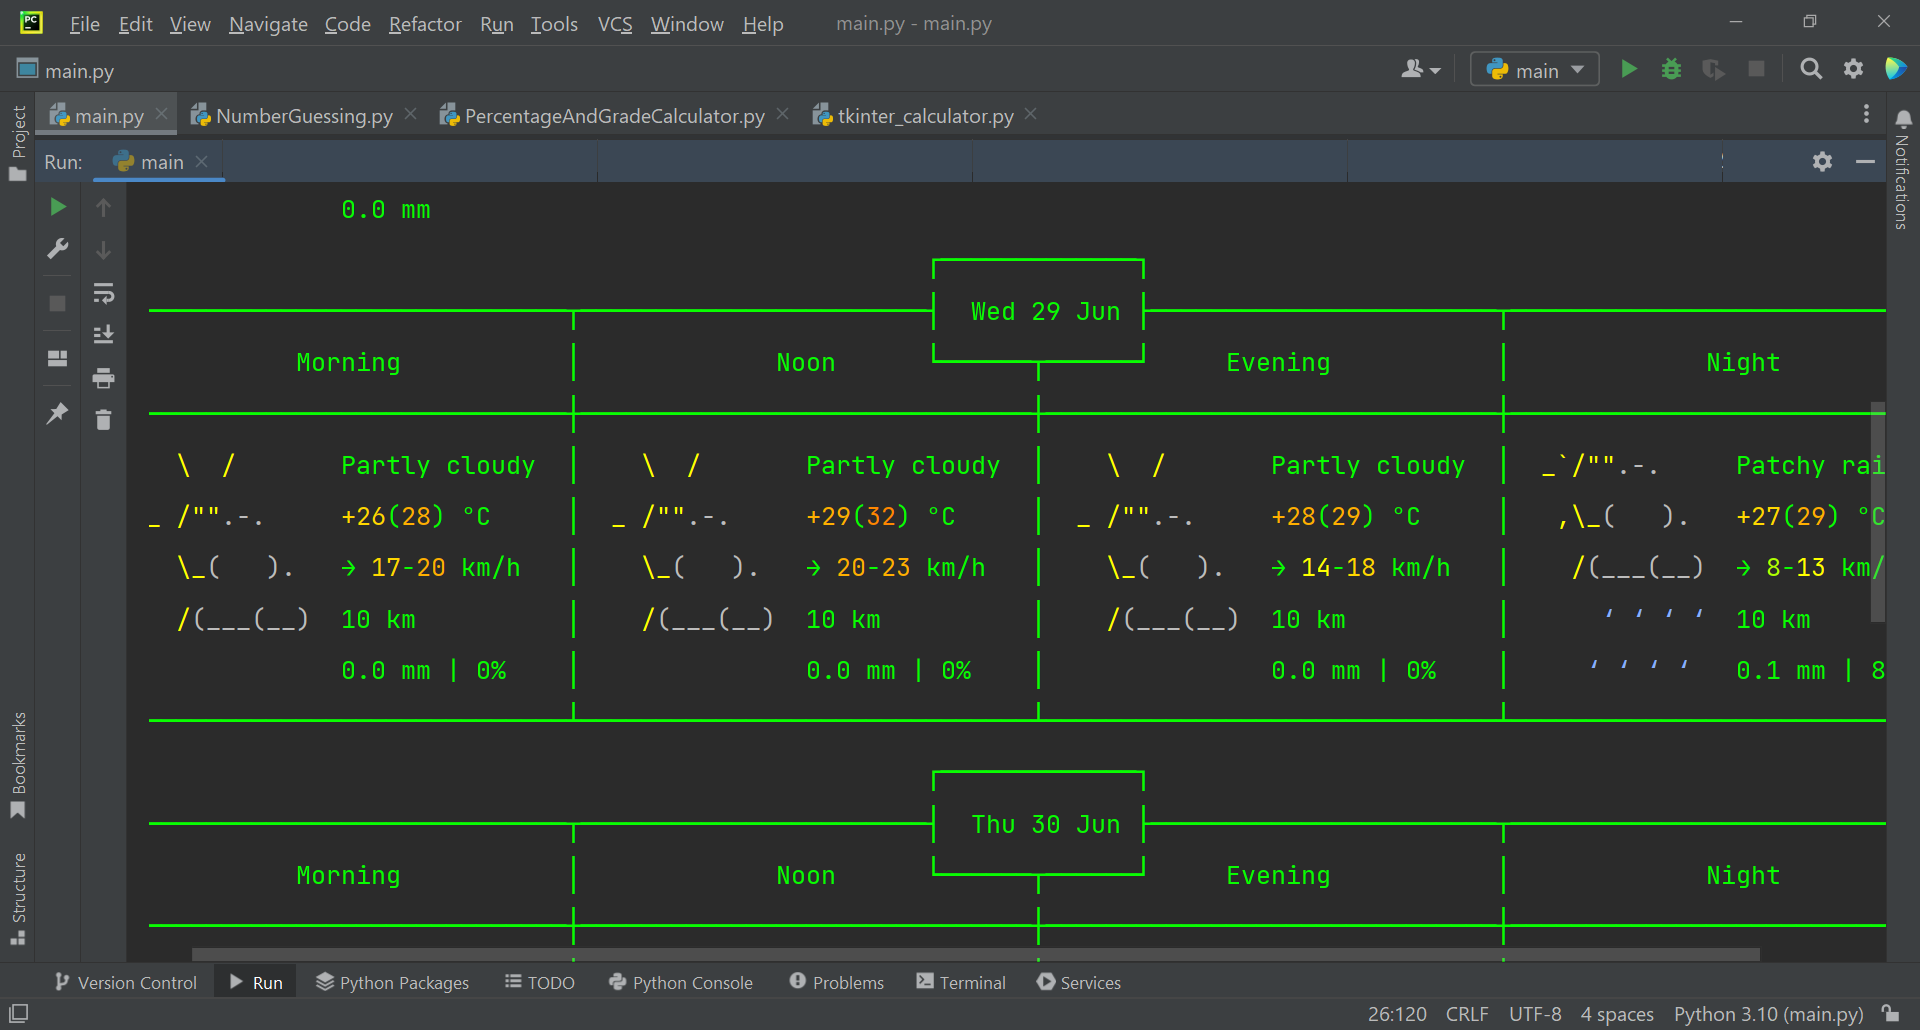 PC File Edit View Navigate Code Refactor Run Tools VCS Window Help main.py - main.py
main.py main
main.py NumberGuessing.py PercentageAndGradeCalculator.py tkinter_calculator.py
Project
Notifications
Run: main
0.0 mm
Wed 29 Jun
Morning Noon Evening Night
\  / Partly cloudy \  / Partly cloudy \  / Partly cloudy _`/"".-. Patchy rai
_ /"".-. +26(28) °C _ /"".-. +29(32) °C _ /"".-. +28(29) °C ,\_(   ). +27(29) °C
\_(   ). → 17-20 km/h \_(   ). → 20-23 km/h \_(   ). → 14-18 km/h /(___(__) → 8-13 km/
/(___(__) 10 km /(___(__) 10 km /(___(__) 10 km ‘ ‘ ‘ ‘ 10 km
0.0 mm | 0% 0.0 mm | 0% 0.0 mm | 0% ‘ ‘ ‘ ‘ 0.1 mm | 8
Thu 30 Jun
Morning Noon Evening Night
Bookmarks
Structure
Version Control Run Python Packages TODO Python Console Problems Terminal Services
26:120 CRLF UTF-8 4 spaces Python 3.10 (main.py)